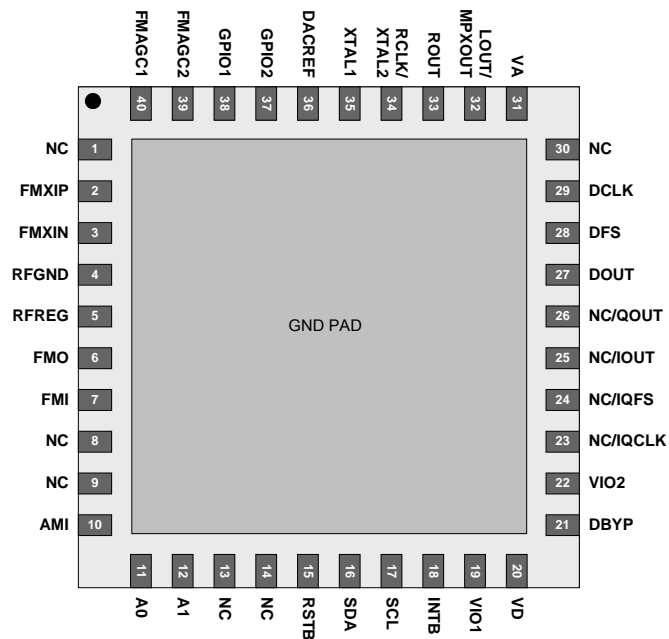 FMAGC1
FMAGC2
GPIO1
GPIO2
DACREF
XTAL1
RCLK/
XTAL2
ROUT
LOUT/
MPXOUT
VA
40
39
38
37
36
35
34
33
32
31
NC 1
FMXIP 2
FMXIN 3
RFGND 4
RFREG 5
FMO 6
FMI 7
NC 8
NC 9
AMI 10
GND PAD
30 NC
29 DCLK
28 DFS
27 DOUT
26 NC/QOUT
25 NC/IOUT
24 NC/IQFS
23 NC/IQCLK
22 VIO2
21 DBYP
11
12
13
14
15
16
17
18
19
20
A0
A1
NC
NC
RSTB
SDA
SCL
INTB
VIO1
VD